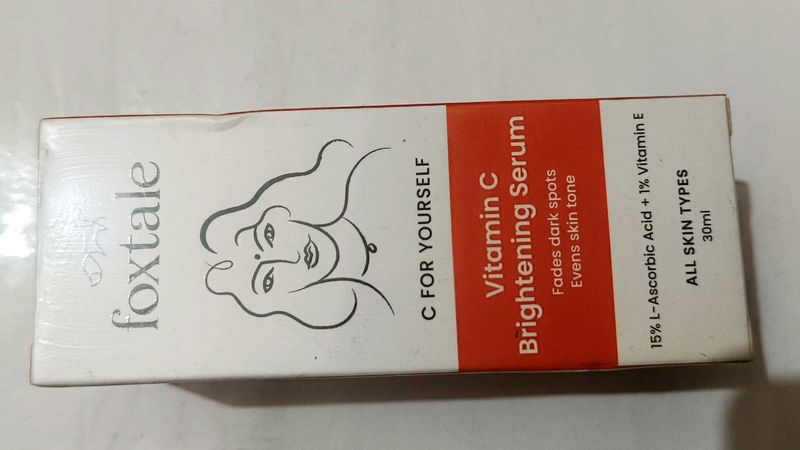 foxtale
C FOR YOURSELF
Vitamin C
Brightening Serum
Fades dark spots
Evens skin tone
15% L-Ascorbic Acid + 1% Vitamin E
ALL SKIN TYPES
30ml